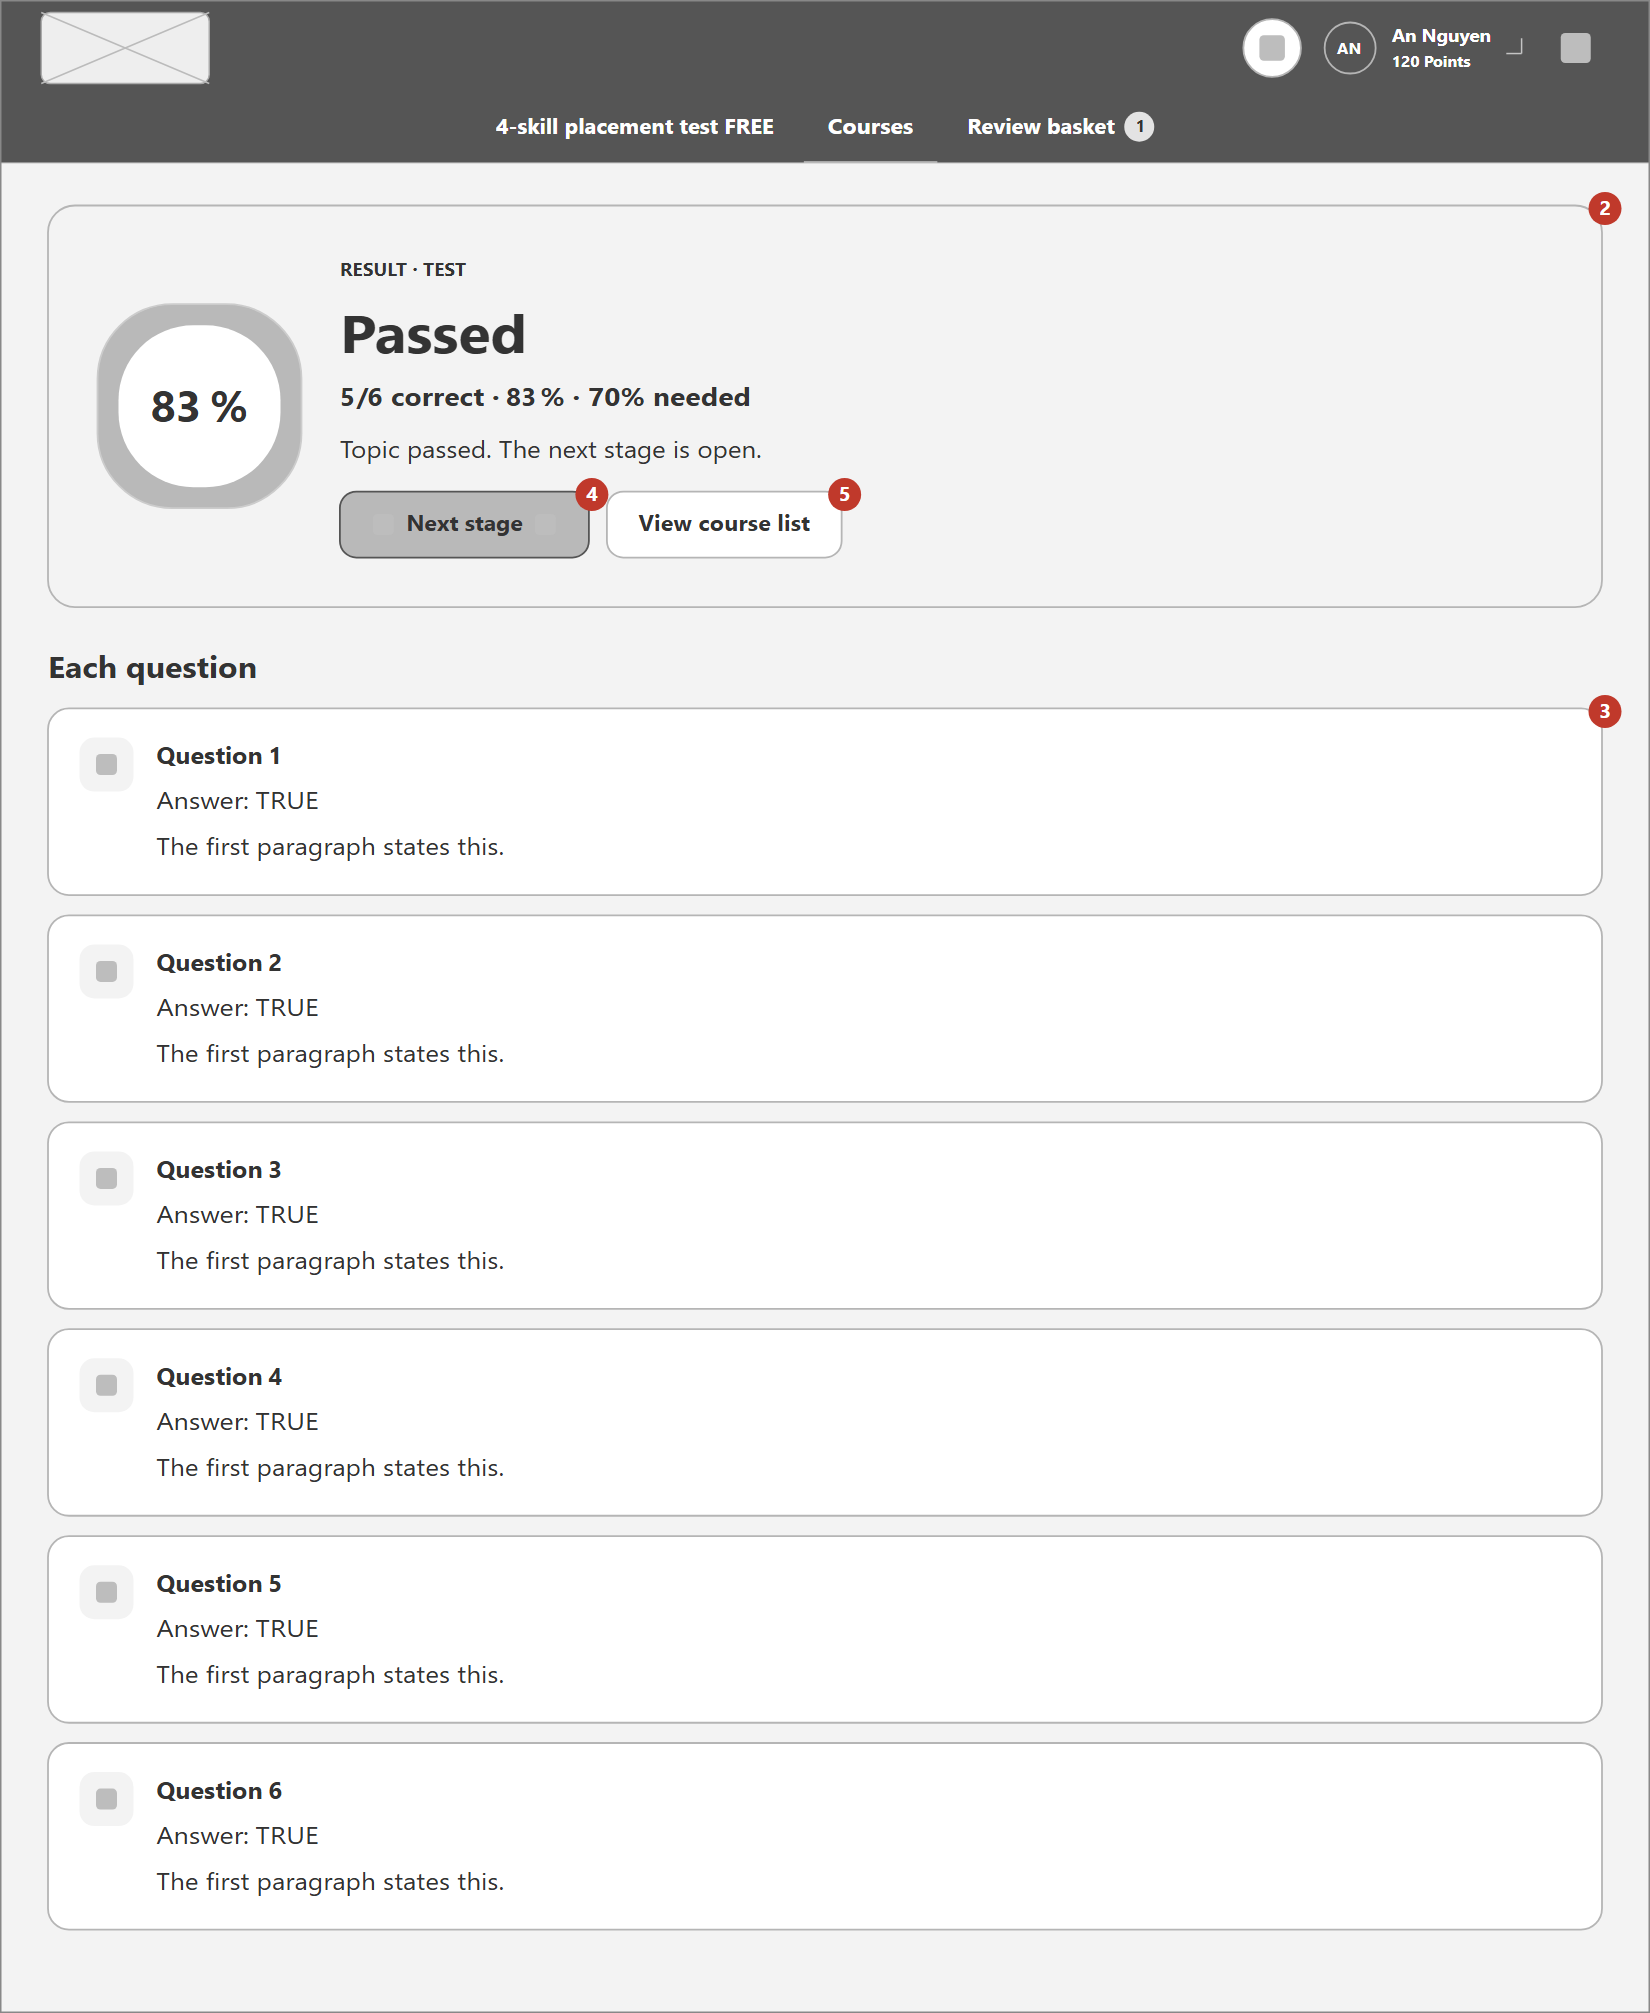 AN
An Nguyen
120 Points
4-skill placement test FREE
Courses
Review basket 1
2
RESULT · TEST
Passed
83 %
5/6 correct · 83 % · 70% needed
Topic passed. The next stage is open.
4
5
Next stage
View course list
Each question
3
Question 1
Answer: TRUE
The first paragraph states this.
Question 2
Answer: TRUE
The first paragraph states this.
Question 3
Answer: TRUE
The first paragraph states this.
Question 4
Answer: TRUE
The first paragraph states this.
Question 5
Answer: TRUE
The first paragraph states this.
Question 6
Answer: TRUE
The first paragraph states this.